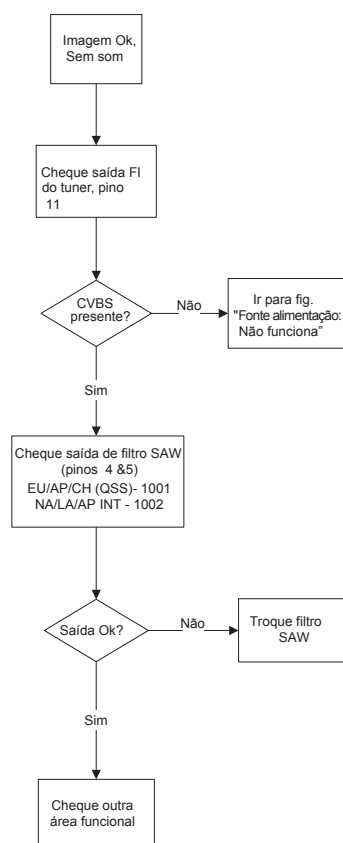 Imagem Ok,
Sem som
Cheque saída FI
do tuner, pino
11
CVBS
presente?
Não
Ir para fig.
"Fonte alimentação:
Não funciona”
Sim
Cheque saída de filtro SAW
(pinos 4 &5)
EU/AP/CH (QSS)- 1001
NA/LA/AP INT - 1002
Saída Ok?
Não
Troque filtro
SAW
Sim
Cheque outra
área funcional